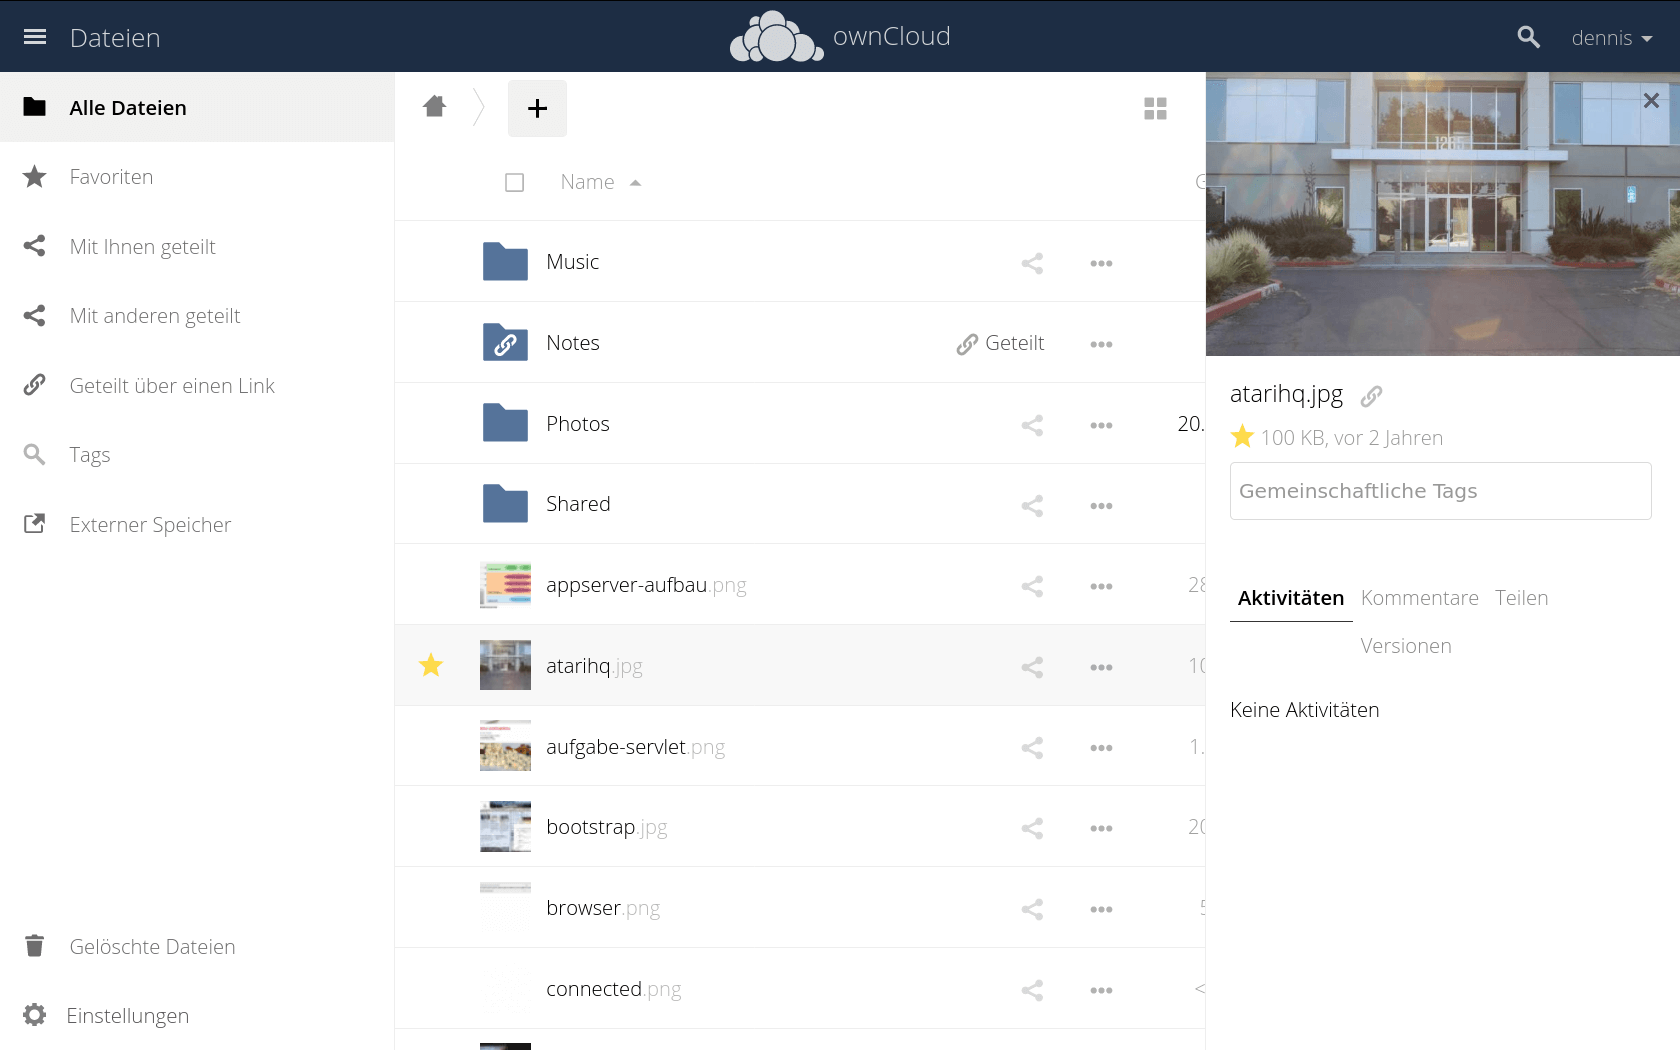 Dateien
ownCloud
dennis
Alle Dateien
Favoriten
Mit Ihnen geteilt
Mit anderen geteilt
Geteilt über einen Link
Tags
Externer Speicher
Gelöschte Dateien
Einstellungen
Name
Music
Notes
Geteilt
Photos
20.
Shared
appserver-aufbau.png
28
atarihq.jpg
10
aufgabe-servlet.png
1.
bootstrap.jpg
20
browser.png
5
connected.png
<
1265
atarihq.jpg
100 KB, vor 2 Jahren
Gemeinschaftliche Tags
Aktivitäten
Kommentare
Teilen
Versionen
Keine Aktivitäten